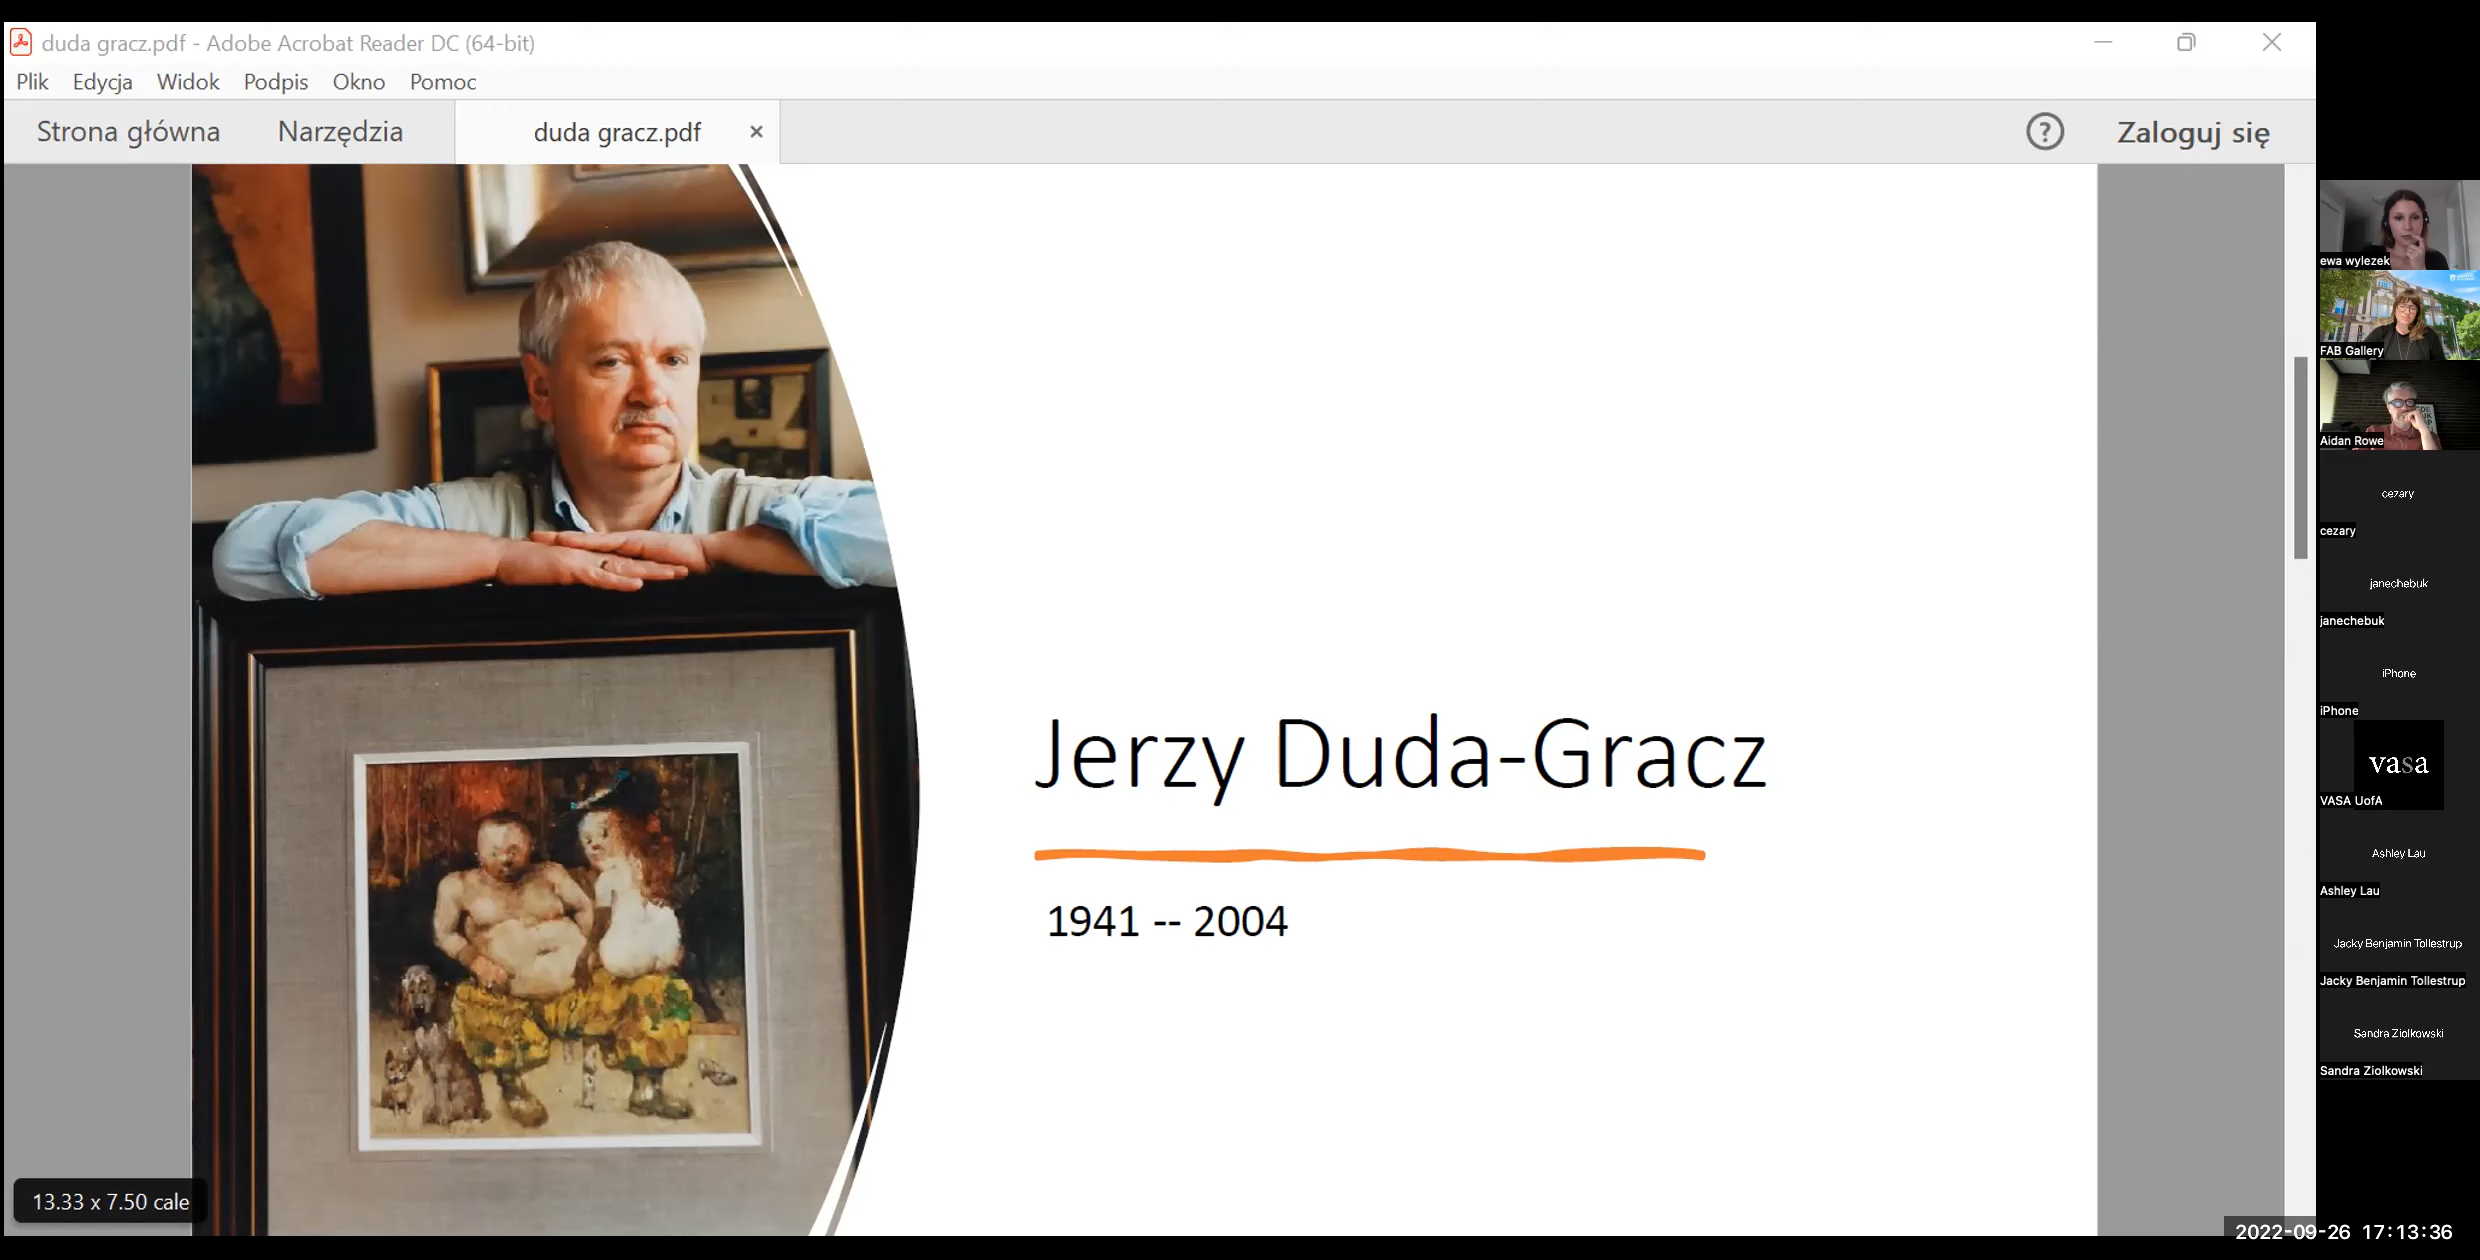 duda gracz.pdf - Adobe Acrobat Reader DC (64-bit)
Plik Edycja Widok Podpis Okno Pomoc
Strona główna Narzędzia duda gracz.pdf Zaloguj się
Jerzy Duda-Gracz
1941 -- 2004
13.33 x 7.50 cale
ewa wylezek
FAB Gallery
Aidan Rowe
cezary
cezary
janechebuk
janechebuk
iPhone
iPhone
vasa
VASA UofA
Ashley Lau
Ashley Lau
Jacky Benjamin Tollestrup
Jacky Benjamin Tollestrup
Sandra Ziolkowski
Sandra Ziolkowski
2022-09-26 17:13:36